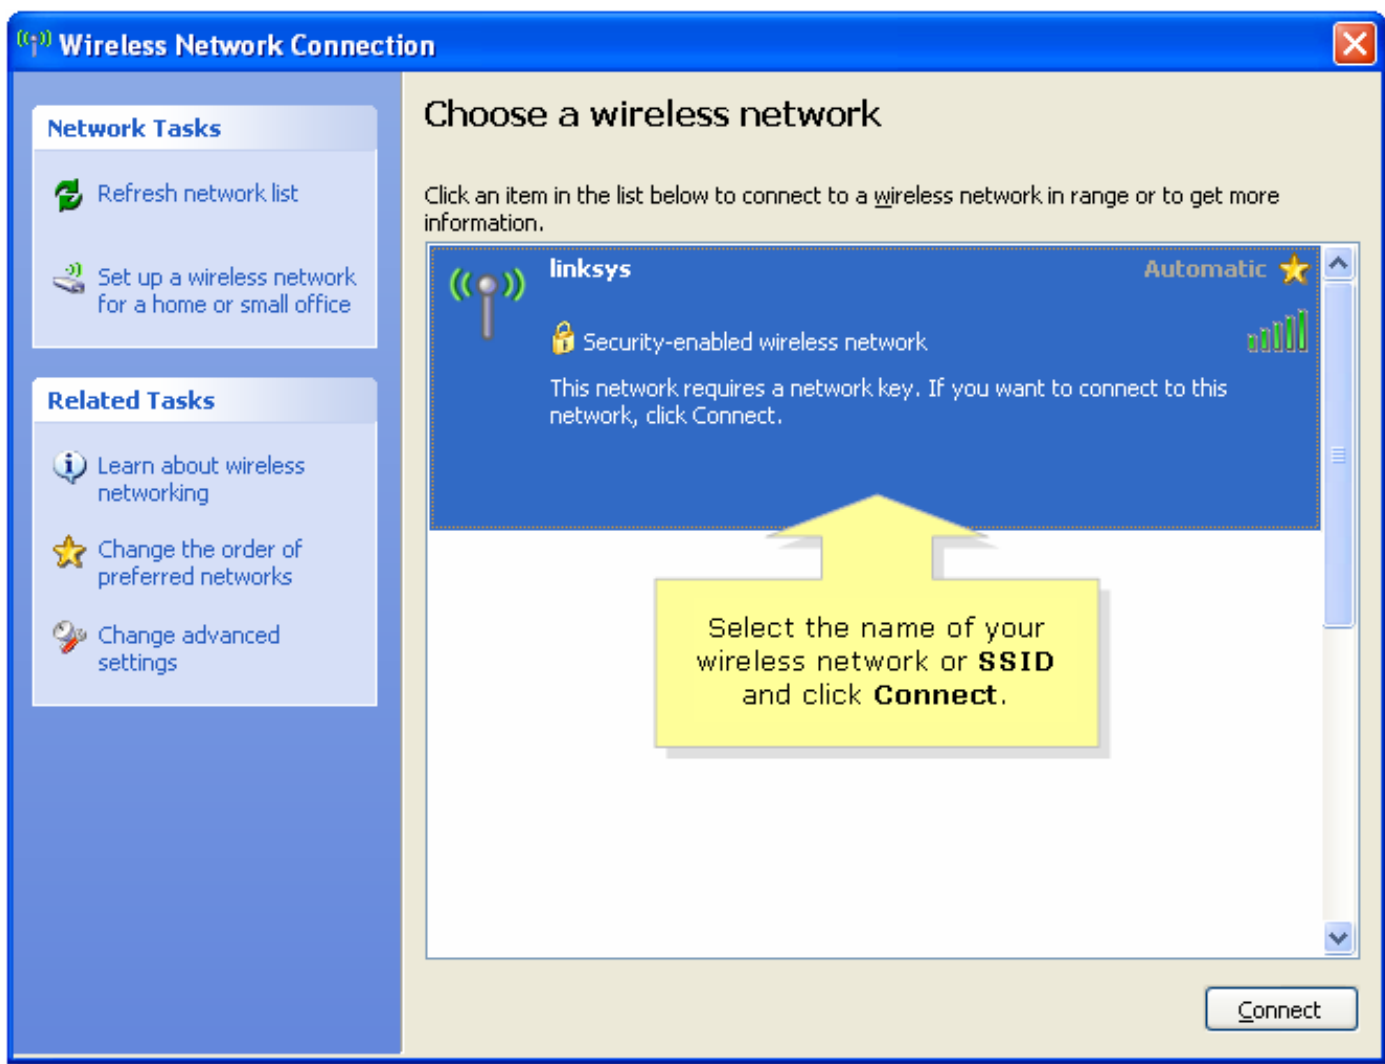 Wireless Network Connection
Network Tasks
Refresh network list
Set up a wireless network
for a home or small office
Related Tasks
Learn about wireless
networking
Change the order of
preferred networks
Change advanced
settings
Choose a wireless network
Click an item in the list below to connect to a wireless network in range or to get more
information.
linksys
Automatic
Security-enabled wireless network
This network requires a network key. If you want to connect to this
network, click Connect.
Select the name of your
wireless network or SSID
and click Connect.
Connect